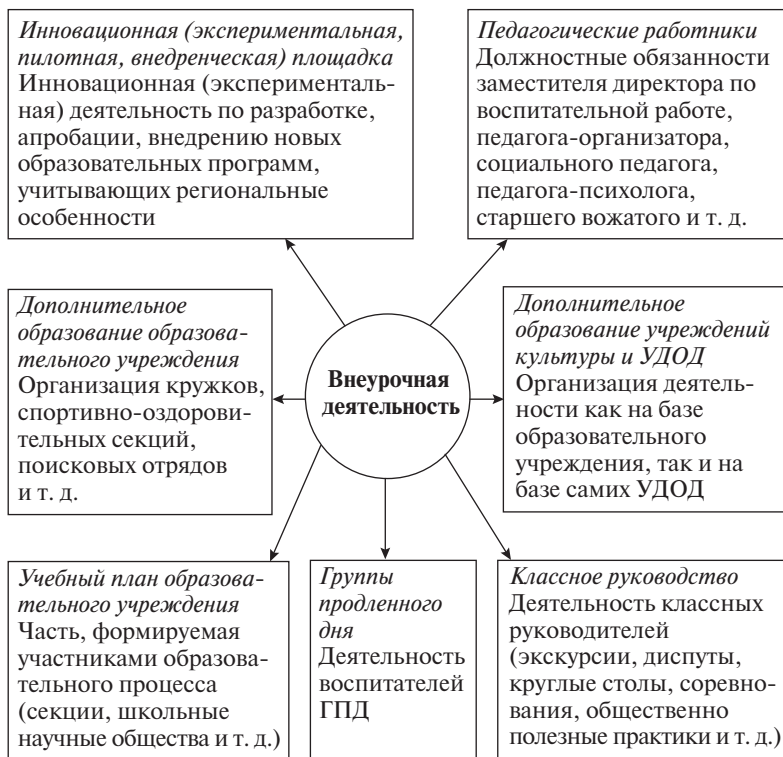 Инновационная (экспериментальная,
пилотная, внедренческая) площадка
Инновационная (эксперименталь-
ная) деятельность по разработке,
апробации, внедрению новых
образовательных программ,
учитывающих региональные
особенности
Педагогические работники
Должностные обязанности
заместителя директора по
воспитательной работе,
педагога-организатора,
социального педагога,
педагога-психолога,
старшего вожатого и т. д.
Дополнительное
образование образова-
тельного учреждения
Организация кружков,
спортивно-оздорови-
тельных секций,
поисковых отрядов
и т. д.
Внеурочная
деятельность
Дополнительное
образование учреждений
культуры и УДОД
Организация деятель-
ности как на базе
образовательного
учреждения, так и на
базе самих УДОД
Учебный план образова-
тельного учреждения
Часть, формируемая
участниками образова-
тельного процесса
(секции, школьные
научные общества и т. д.)
Группы
продленного
дня
Деятельность
воспитателей
ГПД
Классное руководство
Деятельность классных
руководителей
(экскурсии, диспуты,
круглые столы, соревно-
вания, общественно
полезные практики и т. д.)